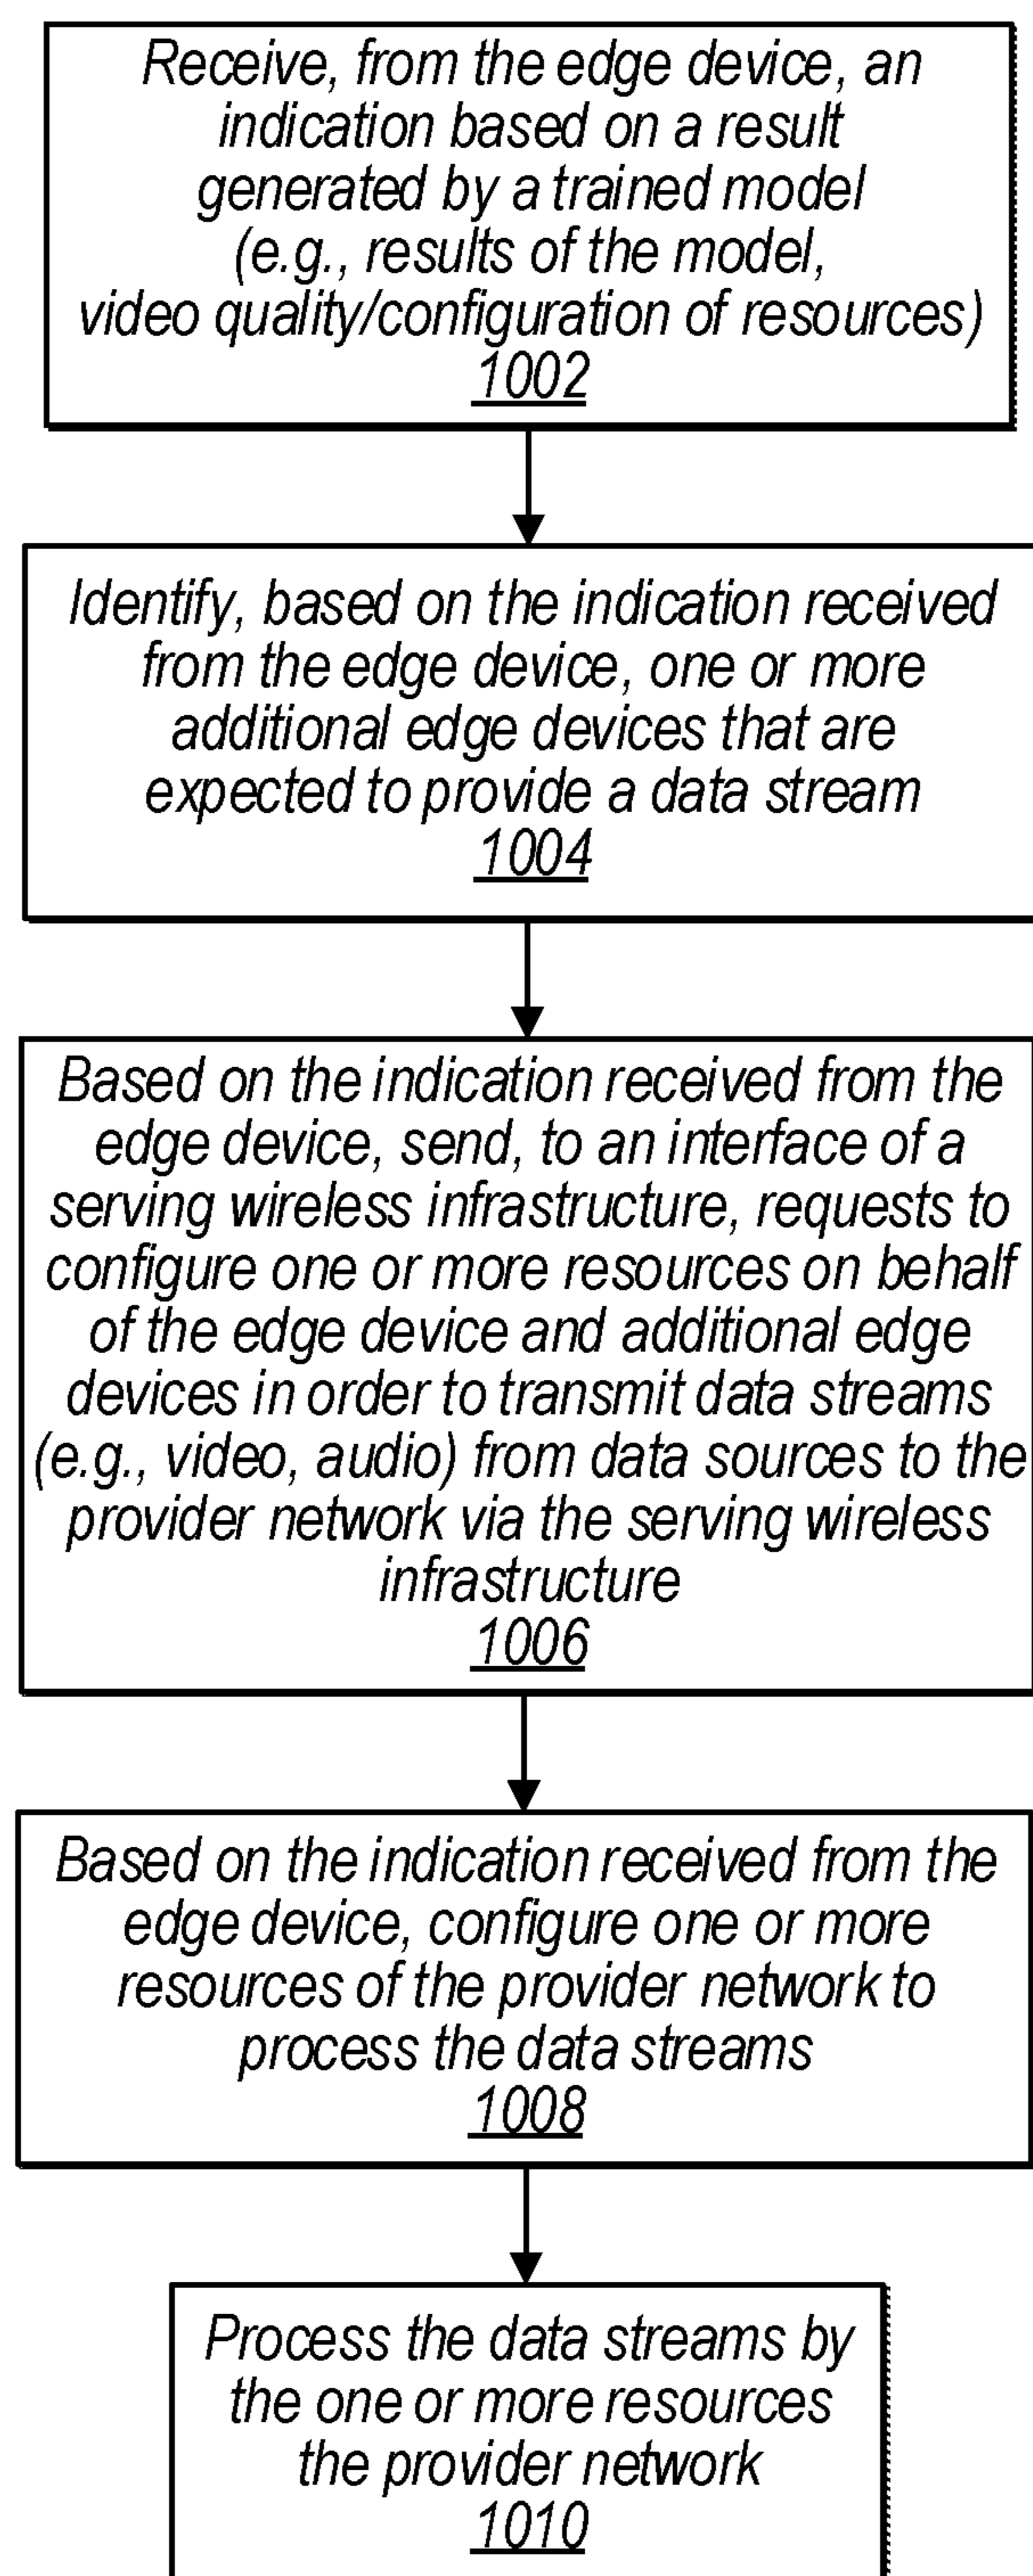 Receive, from the edge device, an
indication based on a result
generated by a trained model
(e.g., results of the model,
video quality/configuration of resources)
1002
Identify, based on the indication received
from the edge device, one or more
additional edge devices that are
expected to provide a data stream
1004
Based on the indication received from the
edge device, send, to an interface of a
serving wireless infrastructure, requests to
configure one or more resources on behalf
of the edge device and additional edge
devices in order to transmit data streams
(e.g., video, audio) from data sources to the
provider network via the serving wireless
infrastructure
1006
Based on the indication received from the
edge device, configure one or more
resources of the provider network to
process the data streams
1008
Process the data streams by
the one or more resources
the provider network
1010